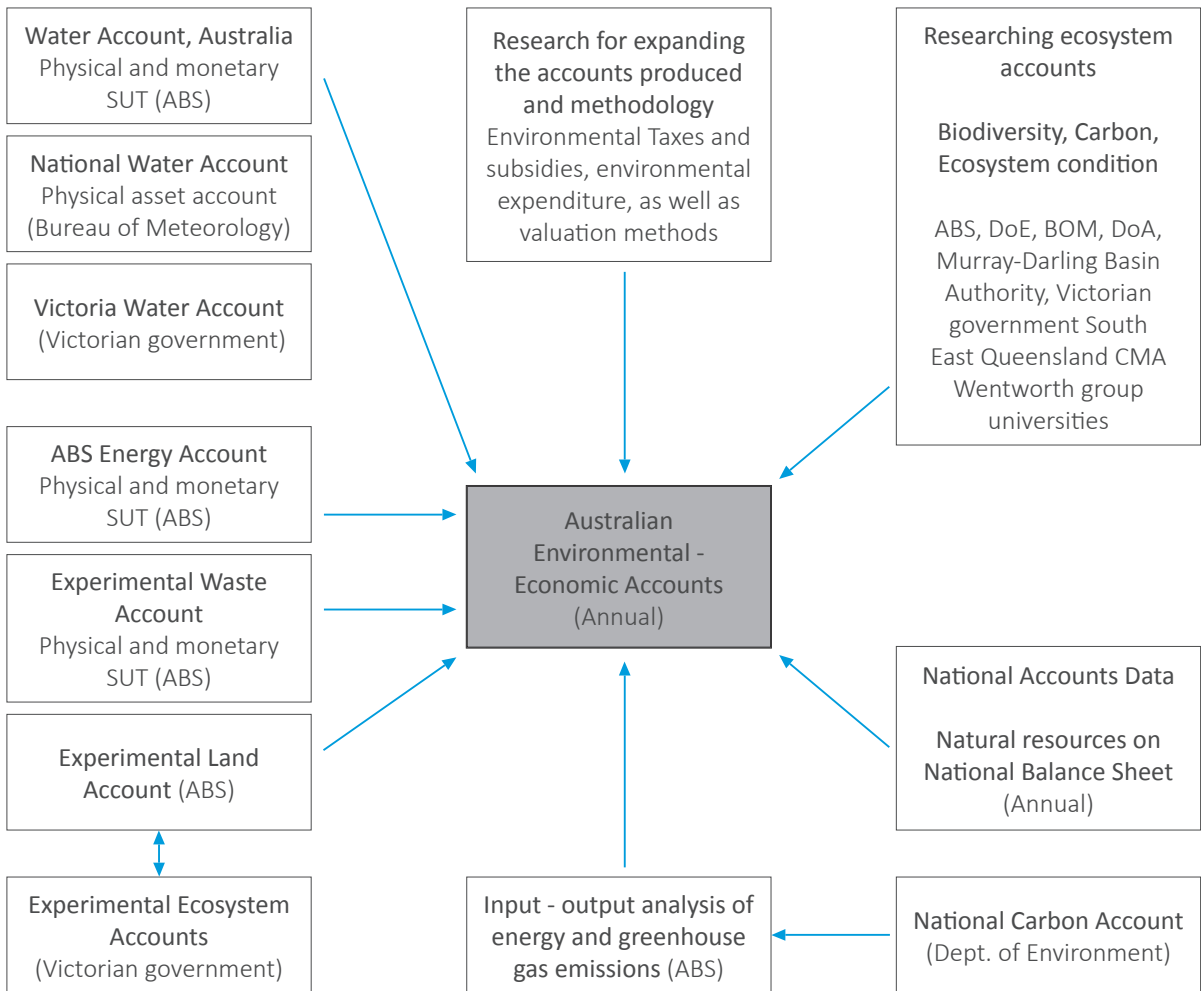 Water Account, Australia
Physical and monetary
SUT (ABS)
National Water Account
Physical asset account
(Bureau of Meteorology)
Victoria Water Account
(Victorian government)
ABS Energy Account
Physical and monetary
SUT (ABS)
Experimental Waste
Account
Physical and monetary
SUT (ABS)
Experimental Land
Account (ABS)
Experimental Ecosystem
Accounts
(Victorian government)
Research for expanding
the accounts produced
and methodology
Environmental Taxes and
subsidies, environmental
expenditure, as well as
valuation methods
Australian
Environmental -
Economic Accounts
(Annual)
Input - output analysis of
energy and greenhouse
gas emissions (ABS)
Researching ecosystem
accounts
Biodiversity, Carbon,
Ecosystem condition
ABS, DoE, BOM, DoA,
Murray-Darling Basin
Authority, Victorian
government South
East Queensland CMA
Wentworth group
universities
National Accounts Data
Natural resources on
National Balance Sheet
(Annual)
National Carbon Account
(Dept. of Environment)